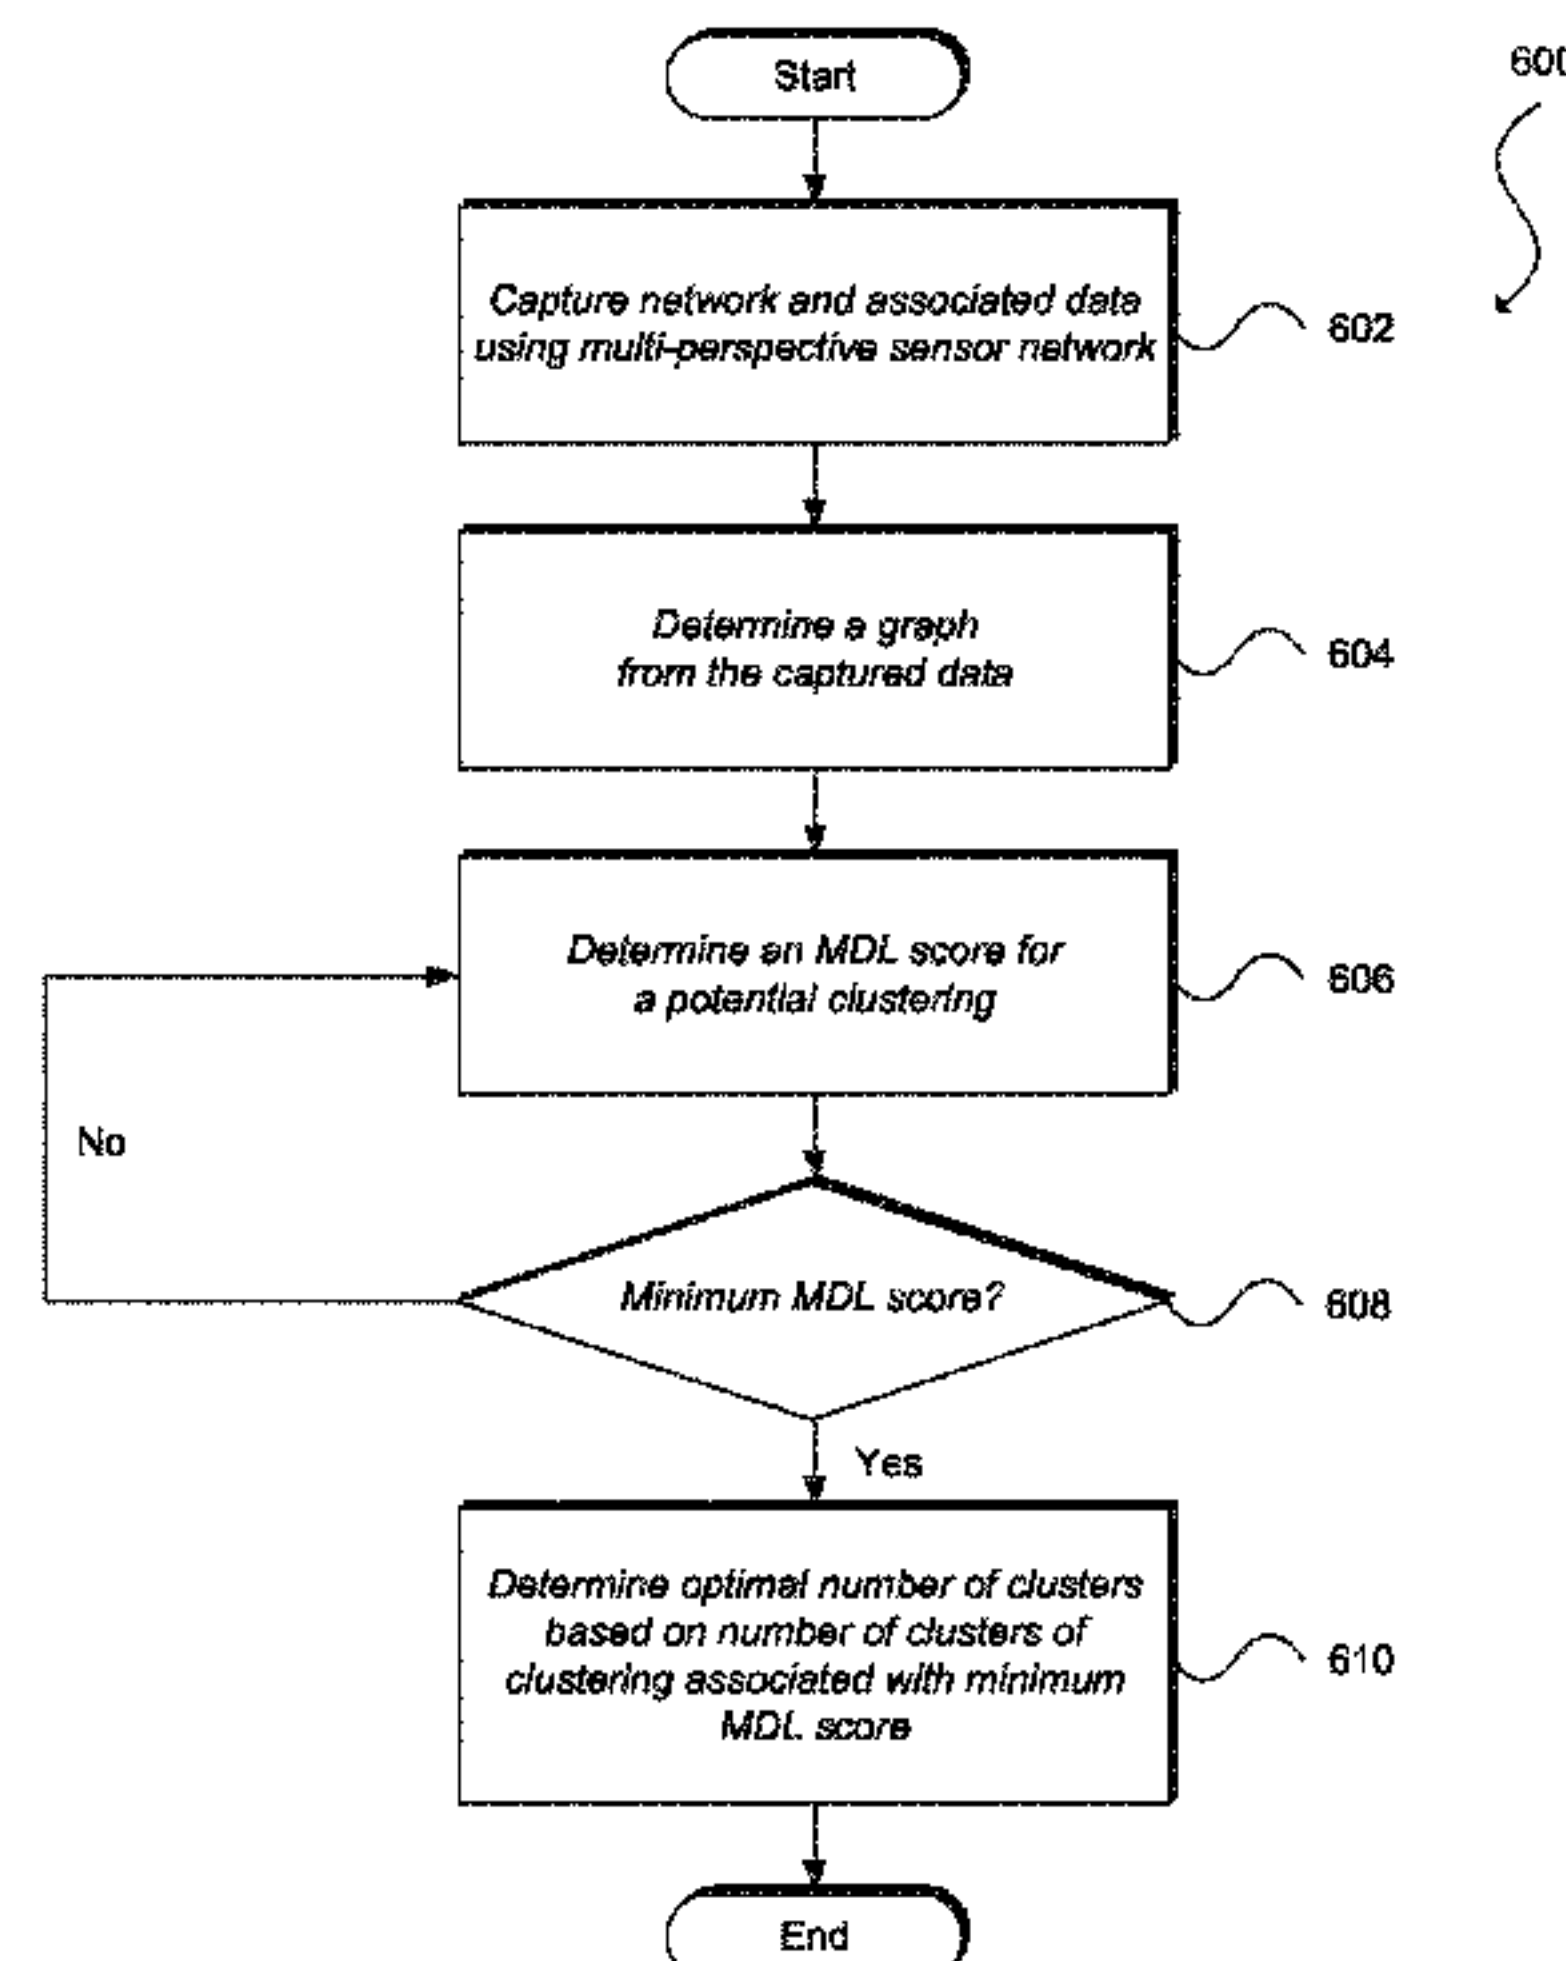 Start
600
Capture network and associated data
using multi-perspective sensor network
602
Determine a graph
from the captured data
604
Determine an MDL score for
a potential clustering
606
No
Minimum MDL score?
608
Yes
Determine optimal number of clusters
based on number of clusters of
clustering associated with minimum
MDL score
610
End